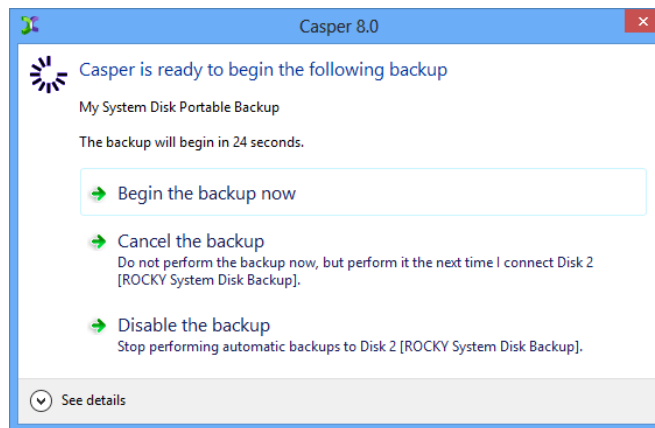 Casper 8.0
Casper is ready to begin the following backup
My System Disk Portable Backup
The backup will begin in 24 seconds.
Begin the backup now
Cancel the backup
Do not perform the backup now, but perform it the next time I connect Disk 2
[ROCKY System Disk Backup].
Disable the backup
Stop performing automatic backups to Disk 2 [ROCKY System Disk Backup].
See details